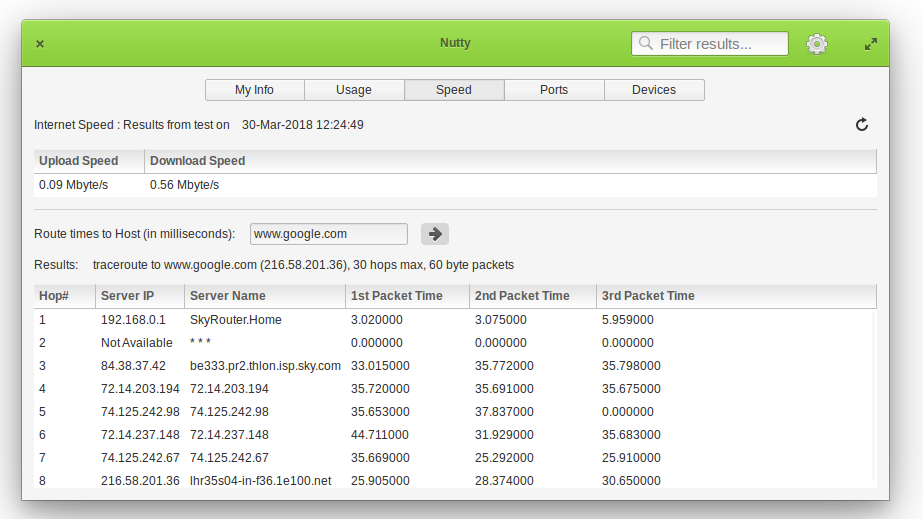 Nutty
Filter results...
My Info Usage Speed Ports Devices
Internet Speed : Results from test on 30-Mar-2018 12:24:49
Upload Speed Download Speed
0.09 Mbyte/s 0.56 Mbyte/s
Route times to Host (in milliseconds): www.google.com
Results: traceroute to www.google.com (216.58.201.36), 30 hops max, 60 byte packets
Hop# Server IP Server Name 1st Packet Time 2nd Packet Time 3rd Packet Time
1 192.168.0.1 SkyRouter.Home 3.020000 3.075000 5.959000
2 Not Available * * * 0.000000 0.000000 0.000000
3 84.38.37.42 be333.pr2.thlon.isp.sky.com 33.015000 35.772000 35.798000
4 72.14.203.194 72.14.203.194 35.720000 35.691000 35.675000
5 74.125.242.98 74.125.242.98 35.653000 37.837000 0.000000
6 72.14.237.148 72.14.237.148 44.711000 31.929000 35.683000
7 74.125.242.67 74.125.242.67 35.669000 25.292000 25.910000
8 216.58.201.36 lhr35s04-in-f36.1e100.net 25.905000 28.374000 30.650000